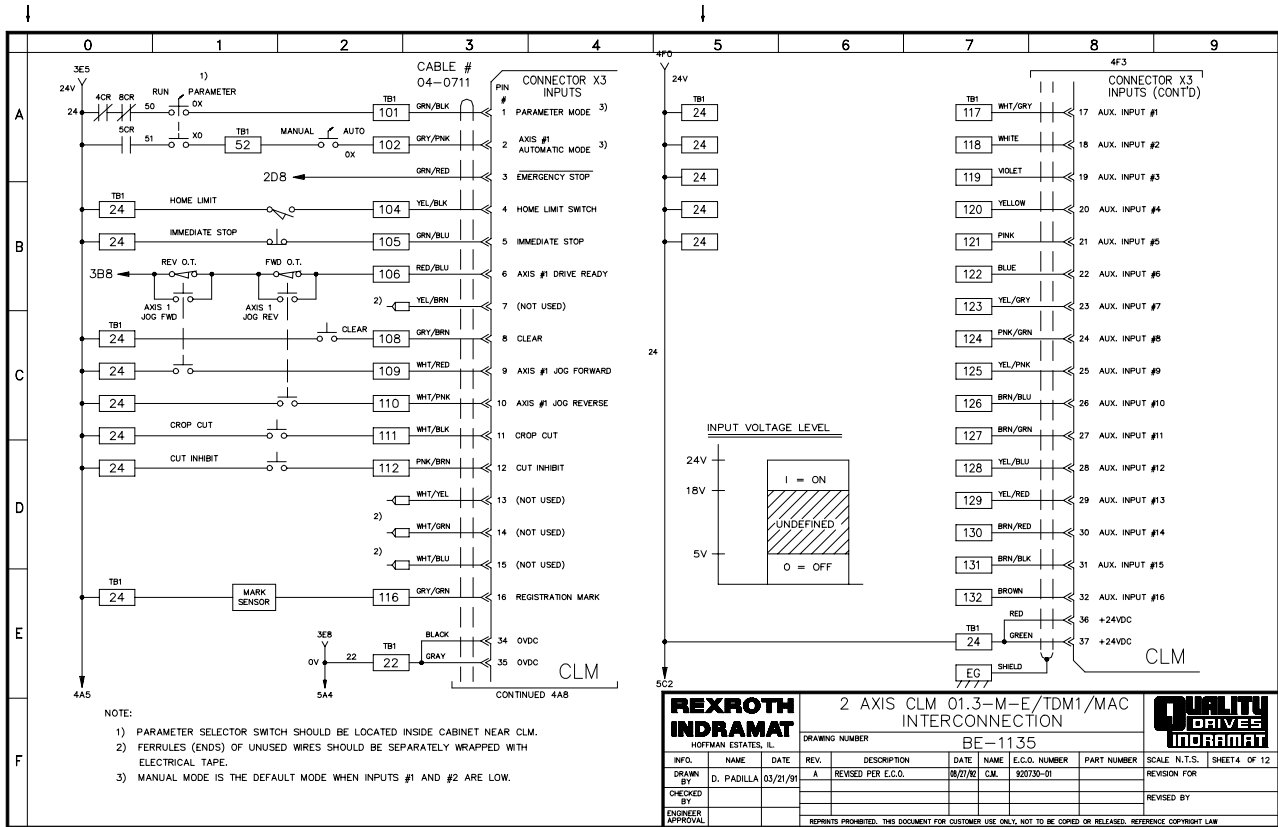 0 1 2 3 4 5 6 7 8 9
A
B
C
D
E
F
3E5
24V
24
4CR 8CR 50 RUN 1) PARAMETER
OX
TB1
101
GRN/BLK
CABLE #
04-0711
PIN
#
CONNECTOR X3
INPUTS
1 PARAMETER MODE 3)
5CR 51 XO
TB1
52
MANUAL AUTO
OX
102
GRY/PNK
2 AXIS #1
AUTOMATIC MODE 3)
2D8
GRN/RED
3 EMERGENCY STOP
TB1
24
HOME LIMIT
104
YEL/BLK
4 HOME LIMIT SWITCH
24
IMMEDIATE STOP
105
GRN/BLU
5 IMMEDIATE STOP
3B8
REV O.T.
FWD O.T.
106
RED/BLU
6 AXIS #1 DRIVE READY
AXIS 1
JOG FWD
AXIS 1
JOG REV
2)
YEL/BRN
7 (NOT USED)
TB1
24
CLEAR
108
GRY/BRN
8 CLEAR
24
109
WHT/RED
9 AXIS #1 JOG FORWARD
24
110
WHT/PNK
10 AXIS #1 JOG REVERSE
24
CROP CUT
111
WHT/BLK
11 CROP CUT
24
CUT INHIBIT
112
PNK/BRN
12 CUT INHIBIT
WHT/YEL
13 (NOT USED)
2)
WHT/GRN
14 (NOT USED)
2)
WHT/BLU
15 (NOT USED)
TB1
24
MARK
SENSOR
116
GRY/GRN
16 REGISTRATION MARK
3E8
0V
22
TB1
22
BLACK
34 0VDC
GRAY
35 0VDC
CLM
4A5
5A4
CONTINUED 4A8
4F0
24V
TB1
24
24
24
24
24
24
INPUT VOLTAGE LEVEL
24V
18V
5V
I = ON
UNDEFINED
O = OFF
4F3
CONNECTOR X3
INPUTS (CONT'D)
TB1
117 WHT/GRY 17 AUX. INPUT #1
118 WHITE 18 AUX. INPUT #2
119 VIOLET 19 AUX. INPUT #3
120 YELLOW 20 AUX. INPUT #4
121 PINK 21 AUX. INPUT #5
122 BLUE 22 AUX. INPUT #6
123 YEL/GRY 23 AUX. INPUT #7
124 PNK/GRN 24 AUX. INPUT #8
125 YEL/PNK 25 AUX. INPUT #9
126 BRN/BLU 26 AUX. INPUT #10
127 BRN/GRN 27 AUX. INPUT #11
128 YEL/BLU 28 AUX. INPUT #12
129 YEL/RED 29 AUX. INPUT #13
130 BRN/RED 30 AUX. INPUT #14
131 BRN/BLK 31 AUX. INPUT #15
132 BROWN 32 AUX. INPUT #16
RED 36 +24VDC
TB1
24 GREEN 37 +24VDC
EG SHIELD
CLM
5C2
NOTE:
1) PARAMETER SELECTOR SWITCH SHOULD BE LOCATED INSIDE CABINET NEAR CLM.
2) FERRULES (ENDS) OF UNUSED WIRES SHOULD BE SEPARATELY WRAPPED WITH
ELECTRICAL TAPE.
3) MANUAL MODE IS THE DEFAULT MODE WHEN INPUTS #1 AND #2 ARE LOW.
REXROTH
INDRAMAT
HOFFMAN ESTATES, IL.
2 AXIS CLM 01.3-M-E/TDM1/MAC
INTERCONNECTION
DRAWING NUMBER
BE-1135
QUALITY
DRIVES
INDRAMAT
INFO. NAME DATE REV. DESCRIPTION DATE NAME E.C.O. NUMBER PART NUMBER SCALE N.T.S. SHEET4 OF 12
DRAWN
BY
D. PADILLA 03/21/91 A REVISED PER E.C.O. 08/27/92 C.M. 920730-01 REVISION FOR
CHECKED
BY
REVISED BY
ENGINEER
APPROVAL
REPRINTS PROHIBITED. THIS DOCUMENT FOR CUSTOMER USE ONLY, NOT TO BE COPIED OR RELEASED. REFERENCE COPYRIGHT LAW